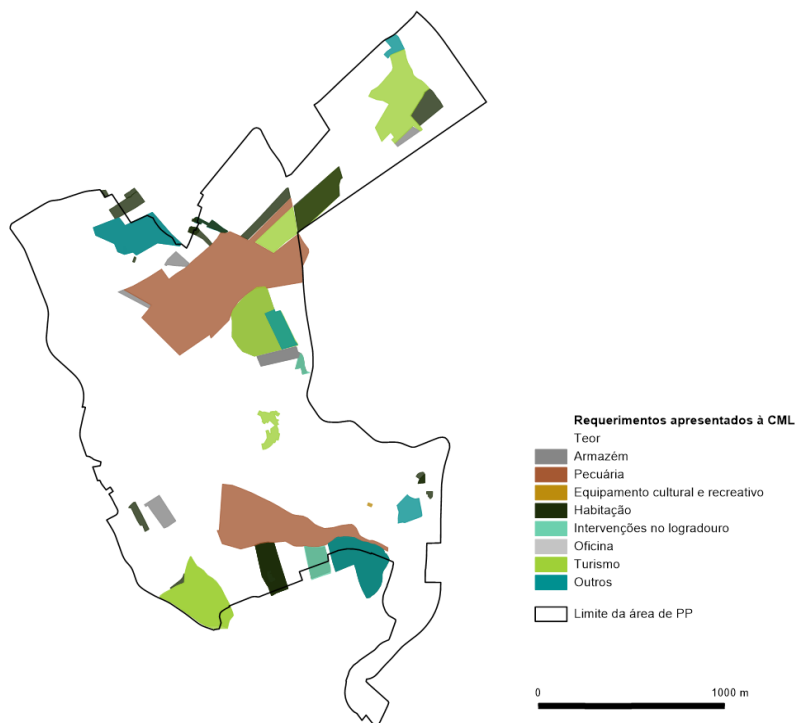 Requerimentos apresentados à CML
Teor
Armazém
Pecuária
Equipamento cultural e recreativo
Habitação
Intervenções no logradouro
Oficina
Turismo
Outros
Limite da área de PP
0 1000 m